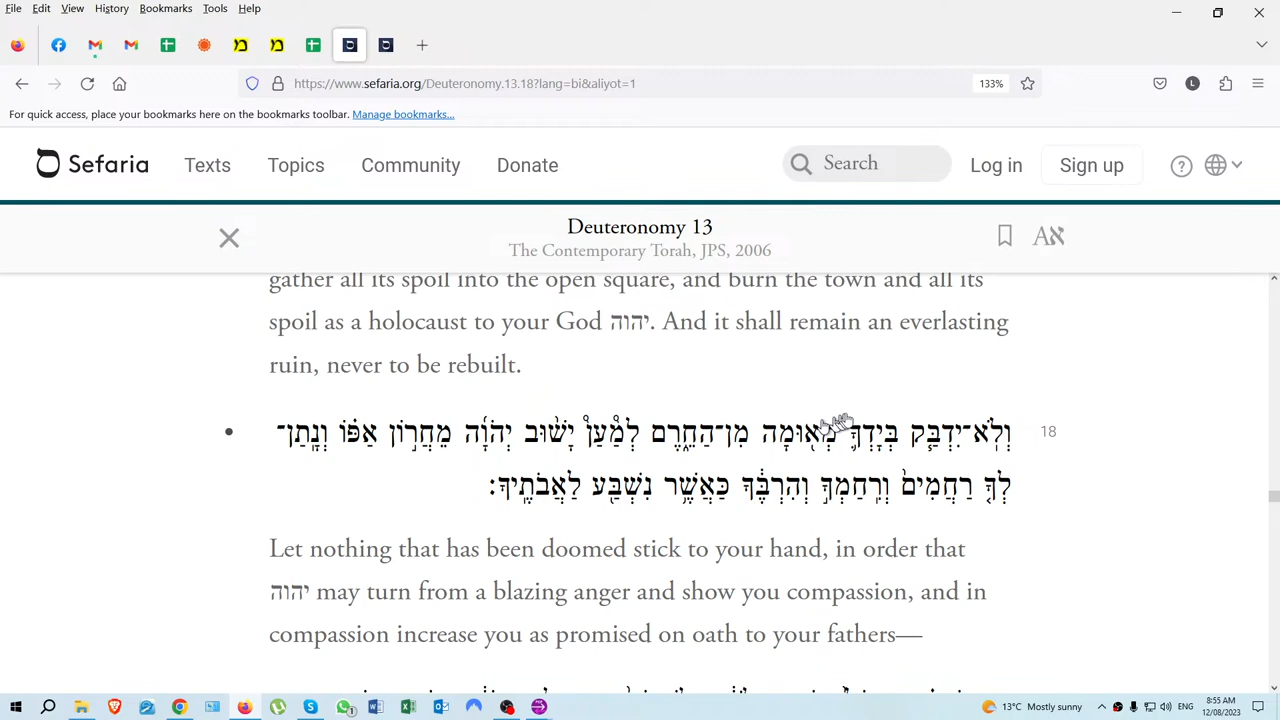 File Edit View History Bookmarks Tools Help
https://www.sefaria.org/Deuteronomy.13.18?lang=bi&aliyot=1 133%
For quick access, place your bookmarks here on the bookmarks toolbar. Manage bookmarks...
Sefaria Texts Topics Community Donate Search Log in Sign up
Deuteronomy 13
The Contemporary Torah, JPS, 2006
gather all its spoil into the open square, and burn the town and all its
spoil as a holocaust to your God יהוה. And it shall remain an everlasting
ruin, never to be rebuilt.
וְלֹֽא־יִדְבַּ֧ק בְּיָדְךָ֛ מְא֖וּמָה מִן־הַחֵ֑רֶם לְמַ֩עַן֩ יָשׁ֨וּב יְהֹוָ֜ה מֵחֲר֣וֹן אַפּ֗וֹ וְנָֽתַן־ 18
לְךָ֤ רַחֲמִים֙ וְרִֽחַמְךָ֣ וְהִרְבֶּ֔ךָ כַּאֲשֶׁ֥ר נִשְׁבַּ֖ע לַאֲבֹתֶֽיךָ׃
Let nothing that has been doomed stick to your hand, in order that
יהוה may turn from a blazing anger and show you compassion, and in
compassion increase you as promised on oath to your fathers—
13°C Mostly sunny ENG 8:55 AM
12/08/2023